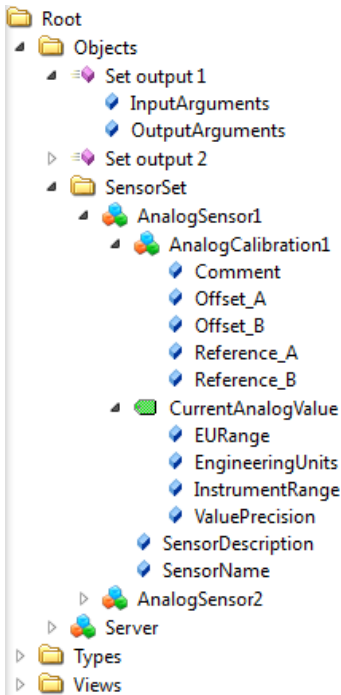 Root
Objects
Set output 1
InputArguments
OutputArguments
Set output 2
SensorSet
AnalogSensor1
AnalogCalibration1
Comment
Offset_A
Offset_B
Reference_A
Reference_B
CurrentAnalogValue
EURange
EngineeringUnits
InstrumentRange
ValuePrecision
SensorDescription
SensorName
AnalogSensor2
Server
Types
Views